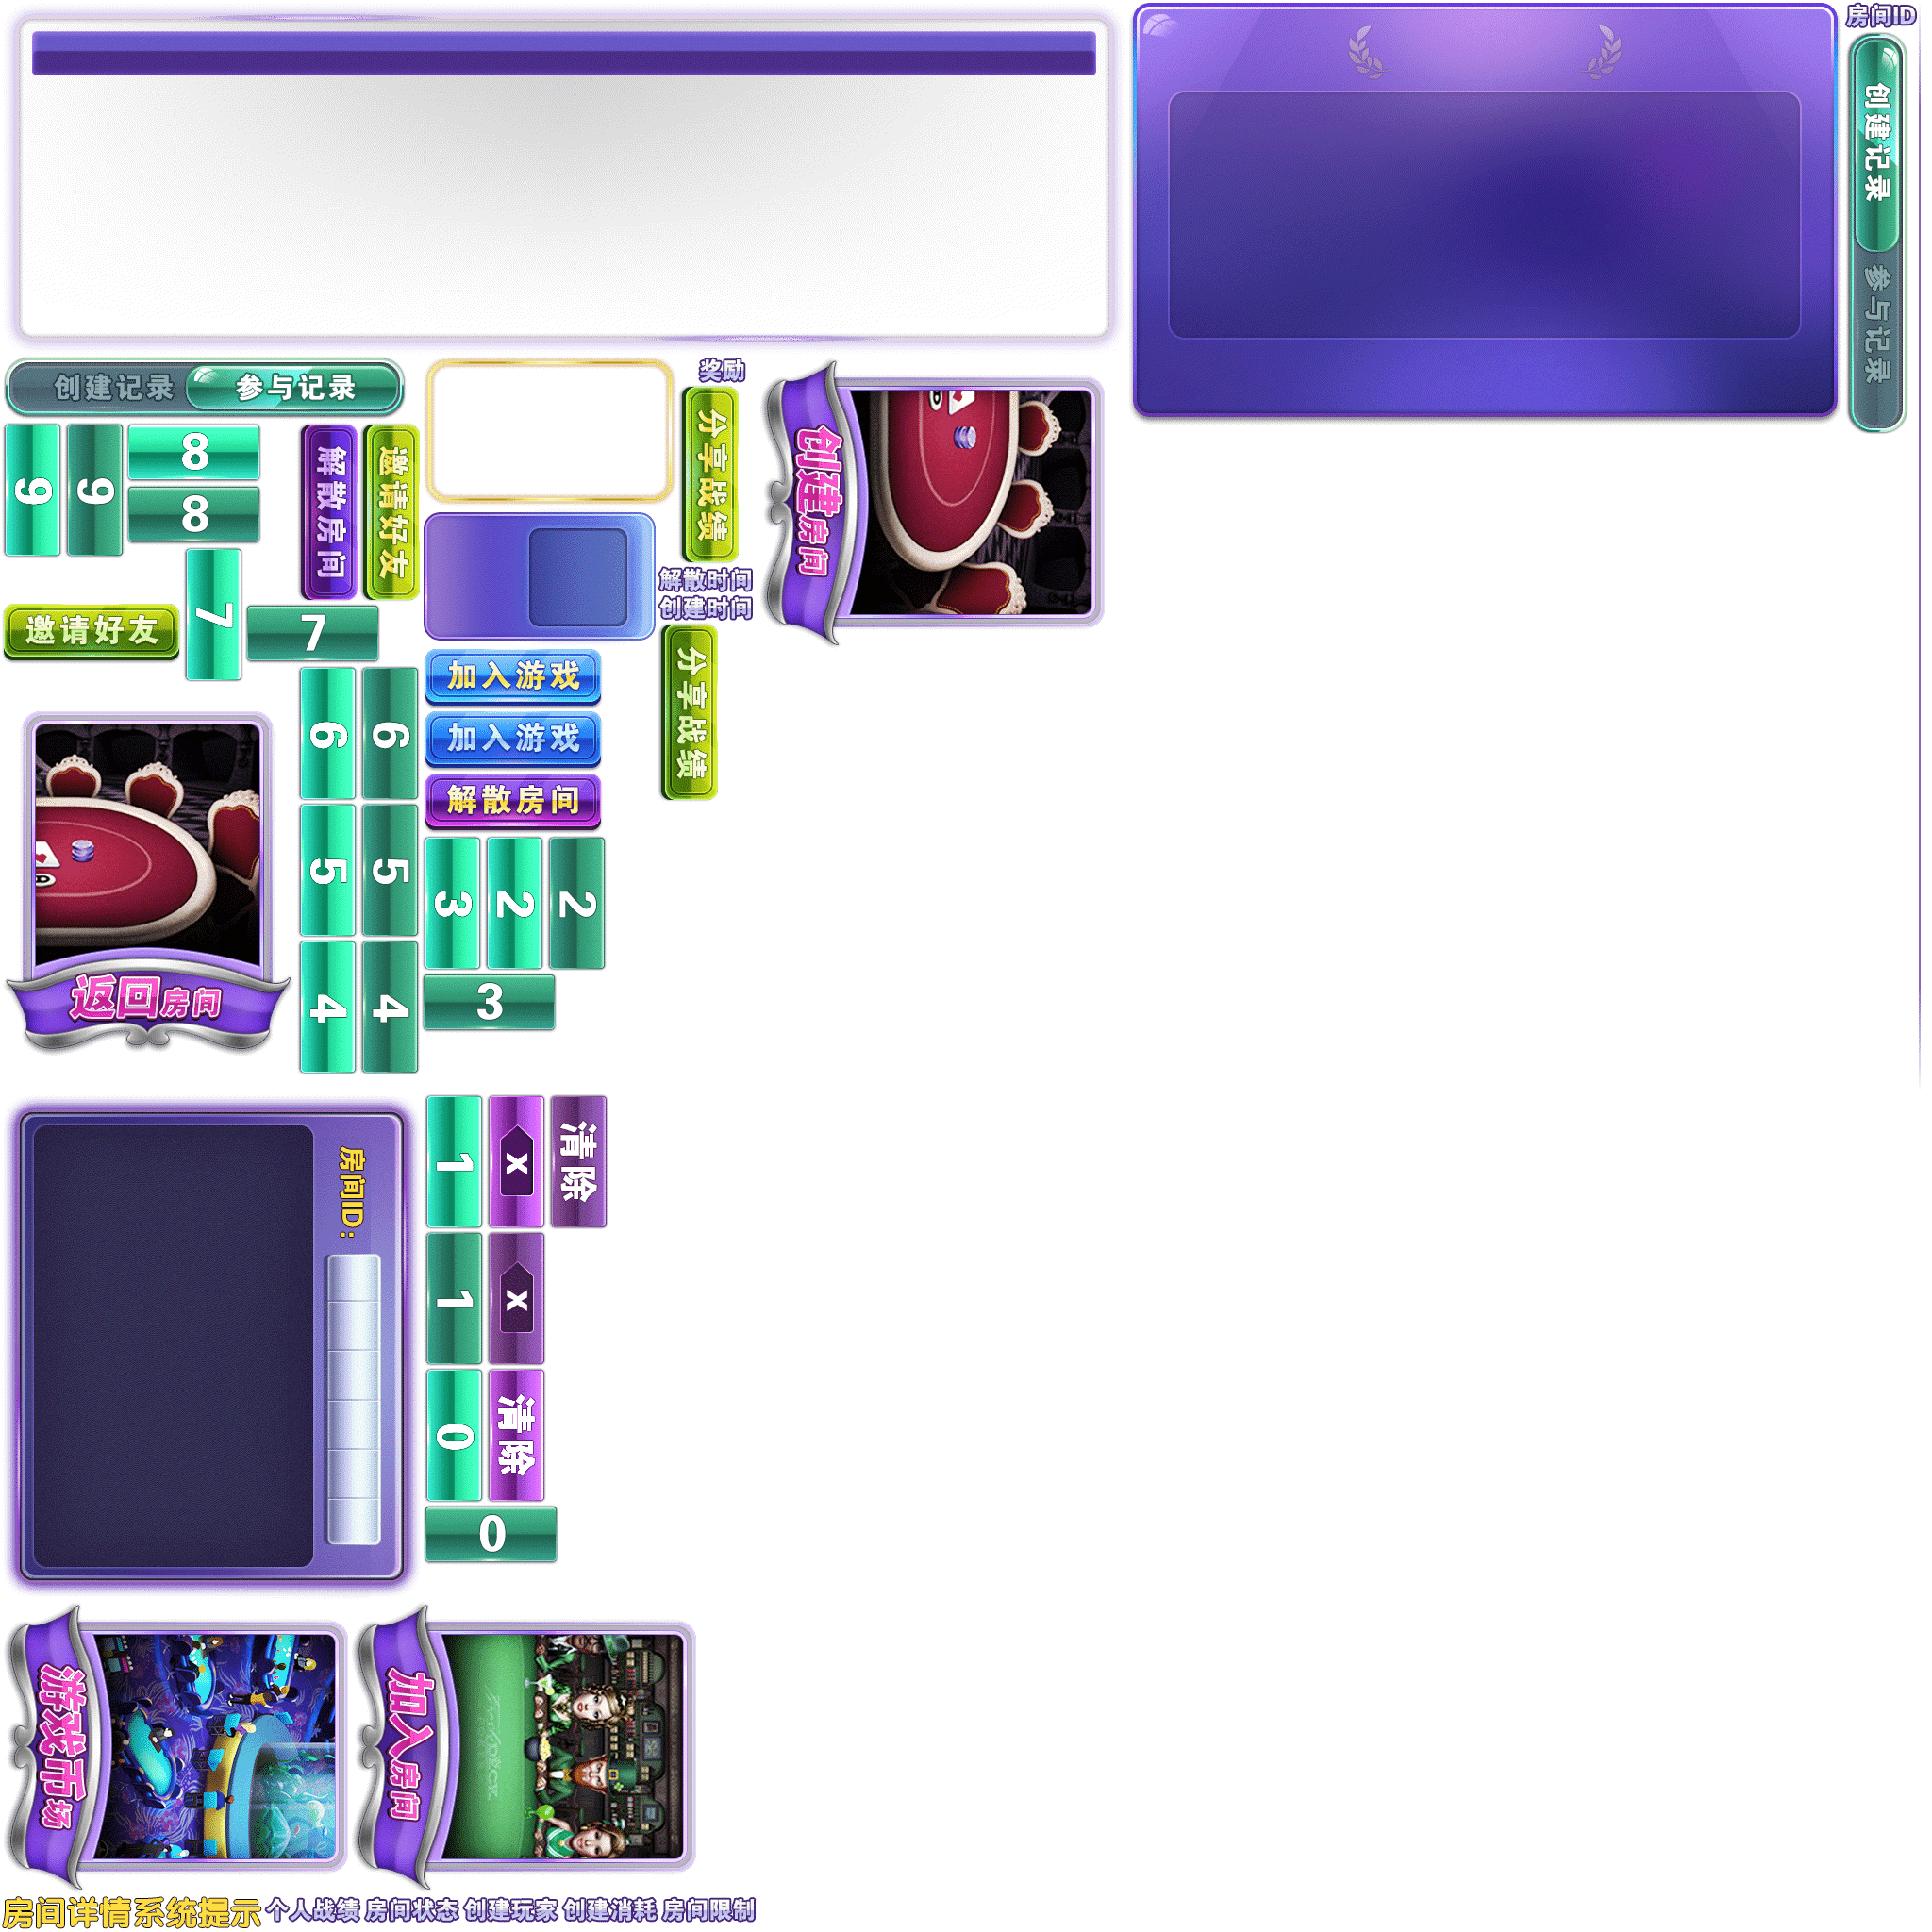 房间ID
创建记录
参与记录
创建记录
参与记录
奖励
分享战绩
创建房间
9
9
8
8
解散房间
邀请好友
7
7
邀请好友
解散时间
创建时间
分享战绩
加入游戏
加入游戏
解散房间
6
6
5
5
4
4
3
2
2
3
返回房间
房间ID:
1
X
清除
1
X
0
清除
0
游戏币场
加入房间
房间详情系统提示
个人战绩 房间状态 创建玩家 创建消耗 房间限制